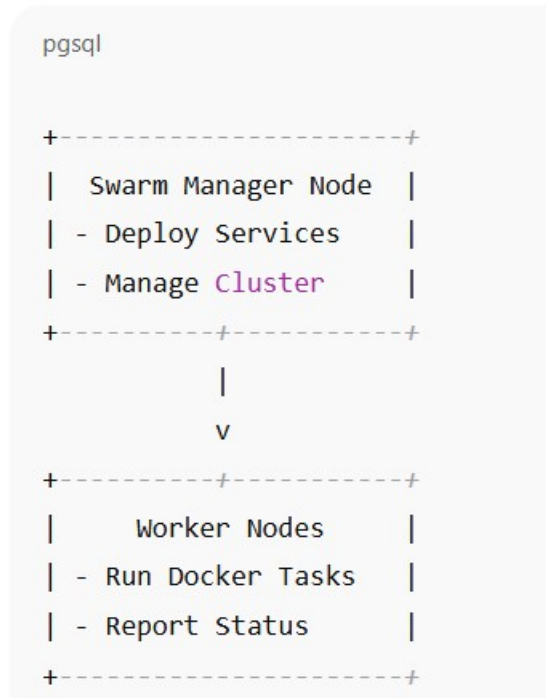 pgsql
+-----------------------+
|  Swarm Manager Node  |
| - Deploy Services    |
| - Manage Cluster     |
+----------+-----------+
           |
           v
+----------+-----------+
|     Worker Nodes     |
| - Run Docker Tasks   |
| - Report Status      |
+-----------------------+